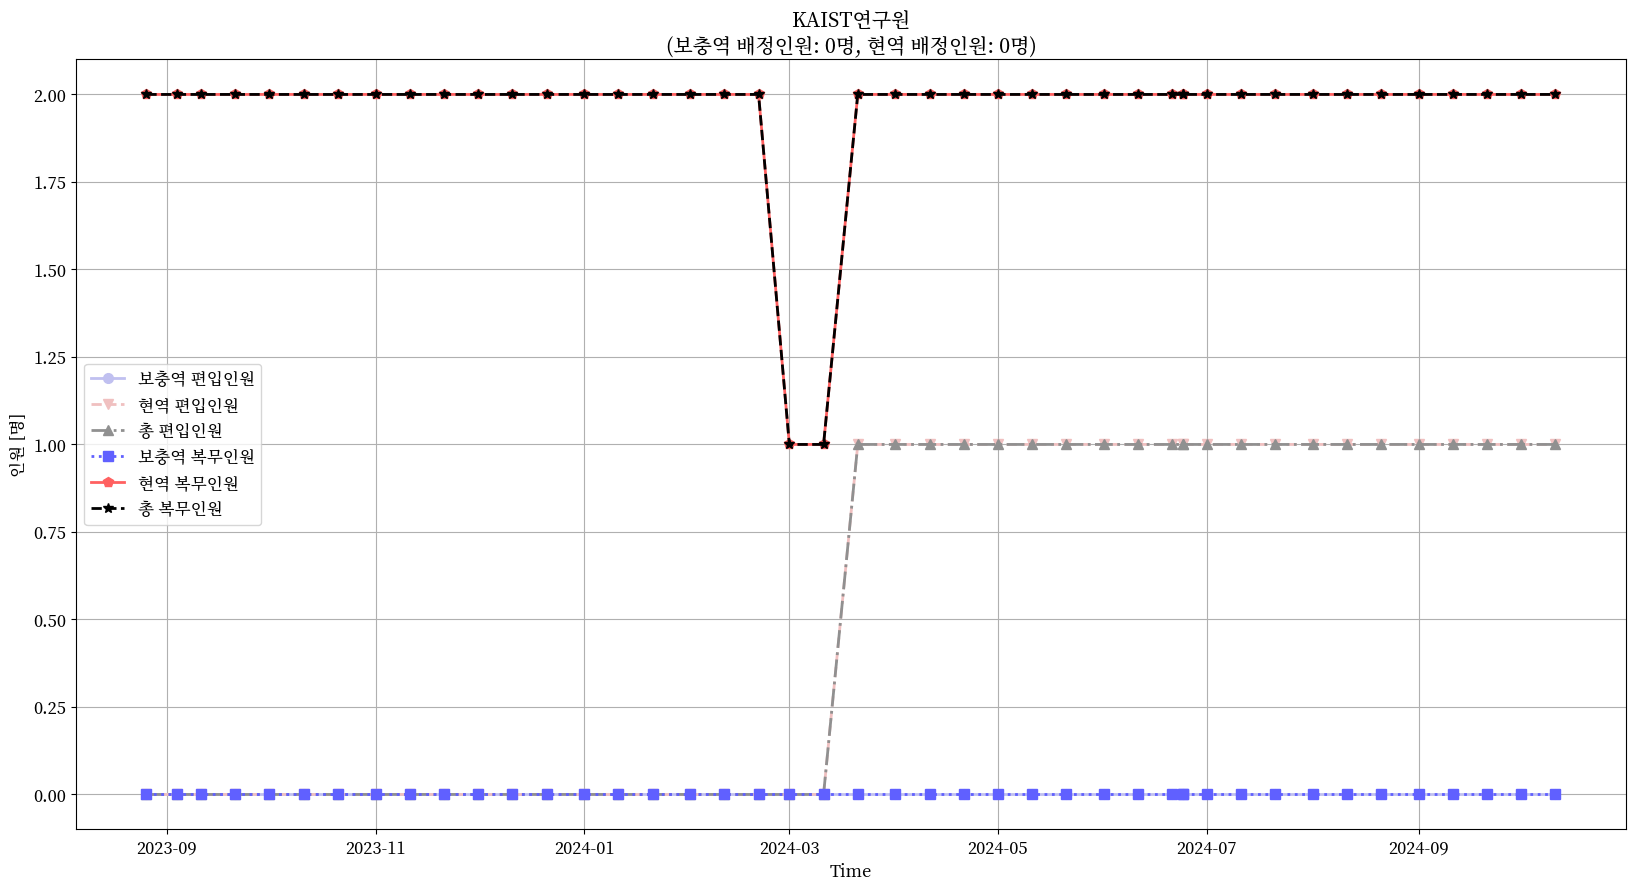 KAIST연구원
(보충역 배정인원: 0명, 현역 배정인원: 0명)
2.00
1.75
1.50
1.25
1.00
0.75
0.50
0.25
0.00
인원 [명]
보충역 편입인원
현역 편입인원
총 편입인원
보충역 복무인원
현역 복무인원
총 복무인원
2023-09
2023-11
2024-01
2024-03
2024-05
2024-07
2024-09
Time